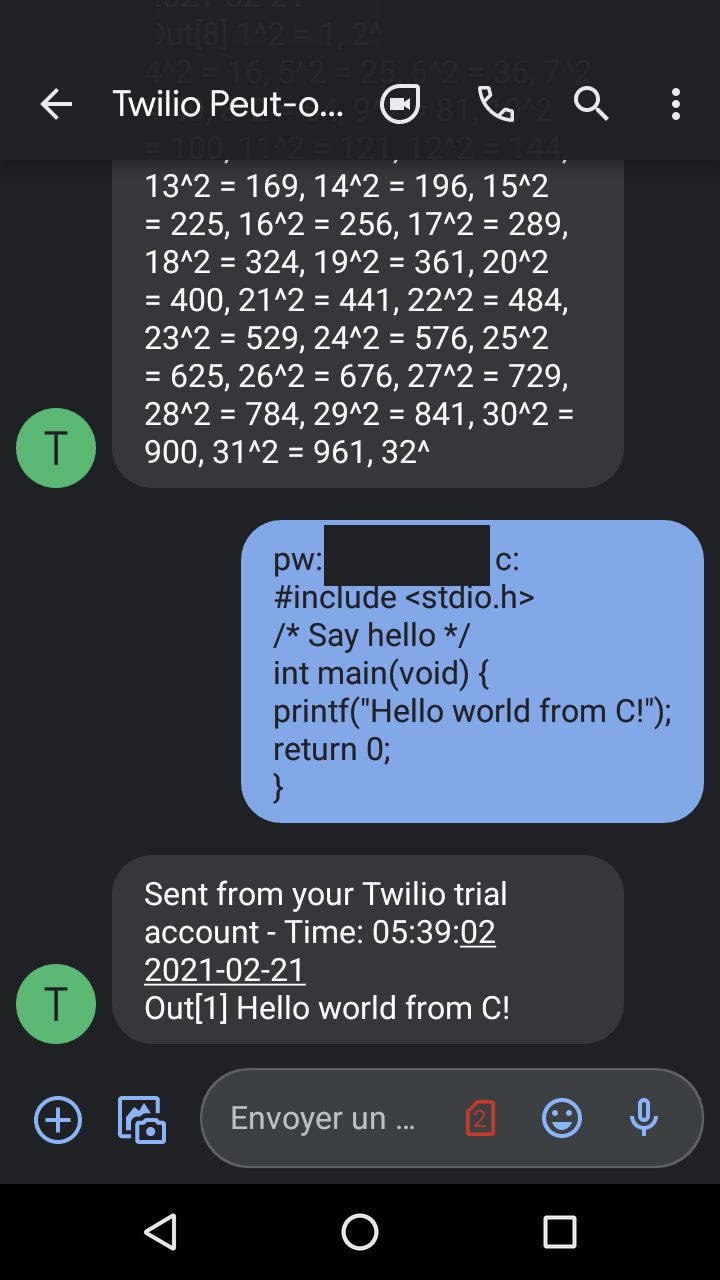 2021-02-21
Out[8] 1^2 = 1, 2^
Twilio Peut-o...
4^2 = 16, 5^2 = 25, 6^2 = 36, 7^2
= 81, 10^2
= 100, 11^2 = 121, 12^2 = 144,
13^2 = 169, 14^2 = 196, 15^2
= 225, 16^2 = 256, 17^2 = 289,
18^2 = 324, 19^2 = 361, 20^2
= 400, 21^2 = 441, 22^2 = 484,
23^2 = 529, 24^2 = 576, 25^2
= 625, 26^2 = 676, 27^2 = 729,
28^2 = 784, 29^2 = 841, 30^2 =
900, 31^2 = 961, 32^
T
pw: c:
#include <stdio.h>
/* Say hello */
int main(void) {
printf("Hello world from C!");
return 0;
}
Sent from your Twilio trial
account - Time: 05:39:02
2021-02-21
Out[1] Hello world from C!
T
Envoyer un ...
2